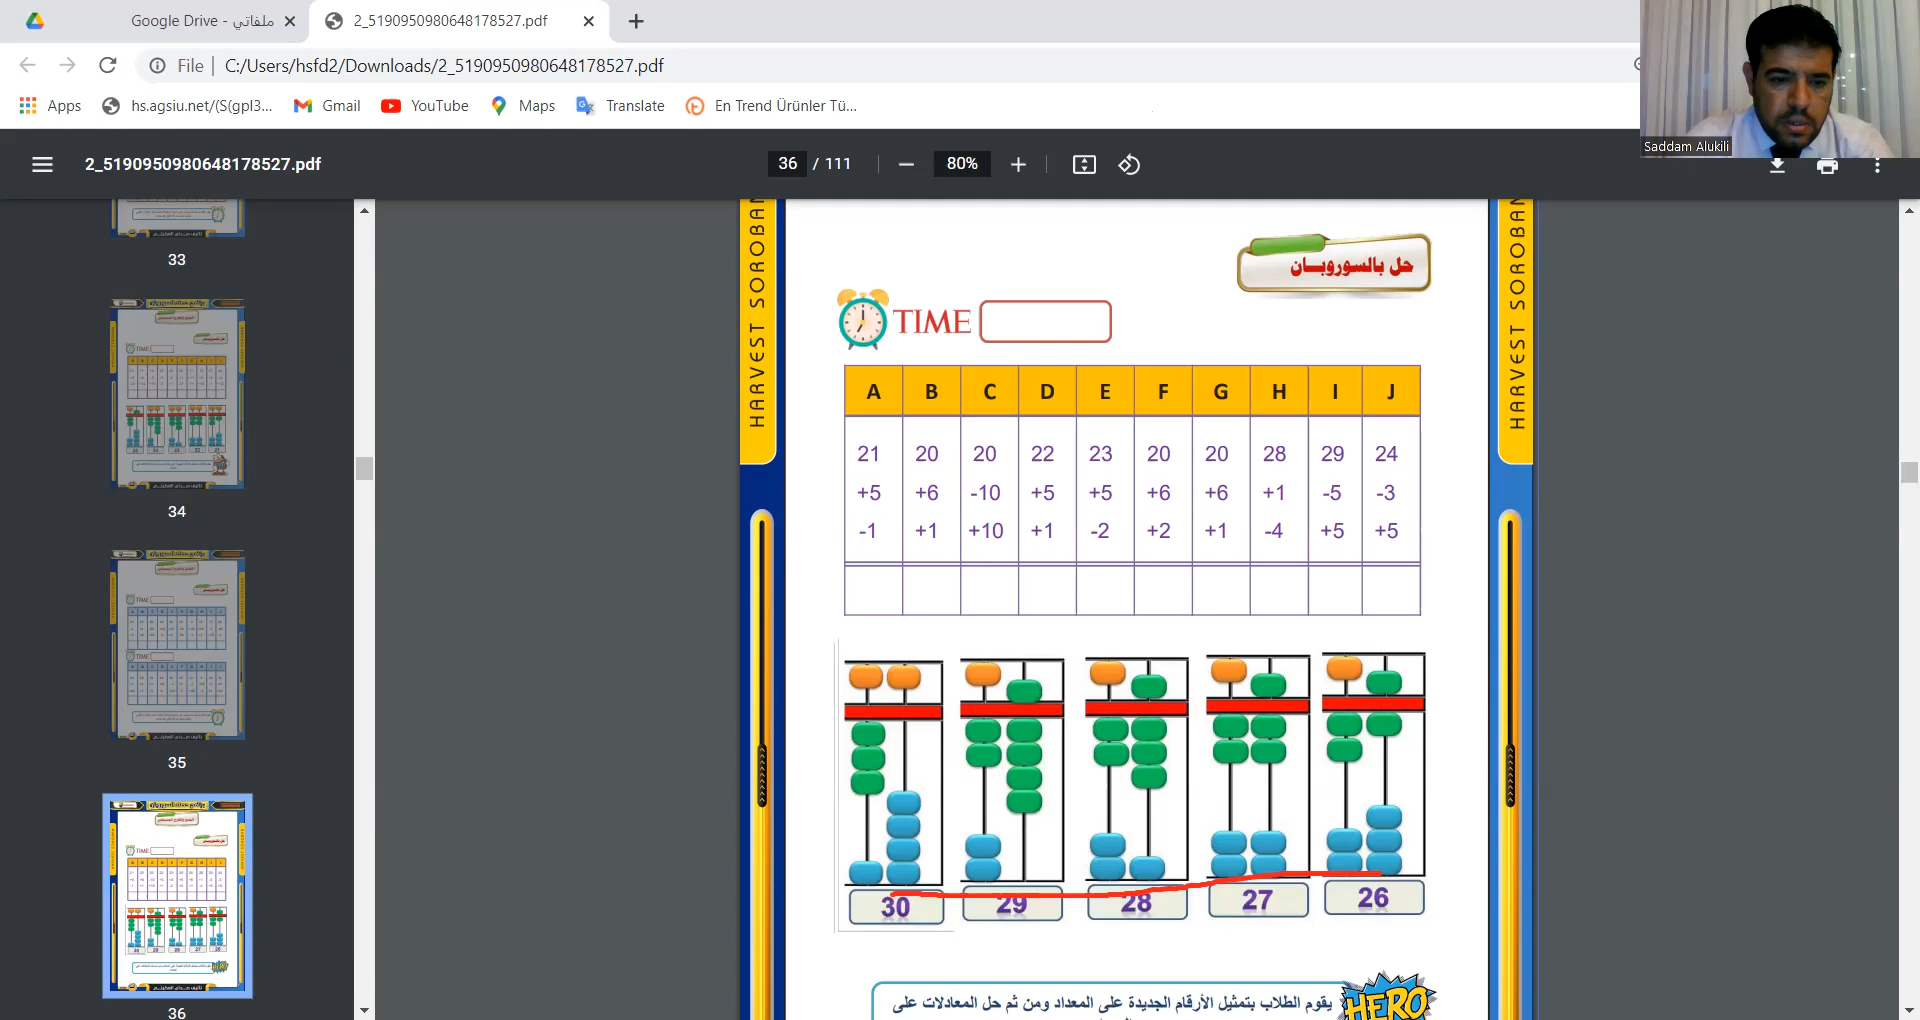 Google Drive - ملفاتي
2_5190950980648178527.pdf
File
C:/Users/hsfd2/Downloads/2_5190950980648178527.pdf
Apps
hs.agsiu.net/(S(gpl3...
Gmail
YouTube
Maps
Translate
En Trend Ürünler Tü...
Saddam Alukili
2_5190950980648178527.pdf
36 / 111
80%
33
34
35
36
HARVEST SOROBAN
HARVEST SOROBAN
حل بالسوروبـــان
TIME
A B C D E F G H I J
21 20 20 22 23 20 20 28 29 24
+5 +6 -10 +5 +5 +6 +6 +1 -5 -3
-1 +1 +10 +1 -2 +2 +1 -4 +5 +5
30 29 28 27 26
يقوم الطلاب بتمثيل الأرقام الجديدة على المعداد ومن ثم حل المعادلات على
HERO